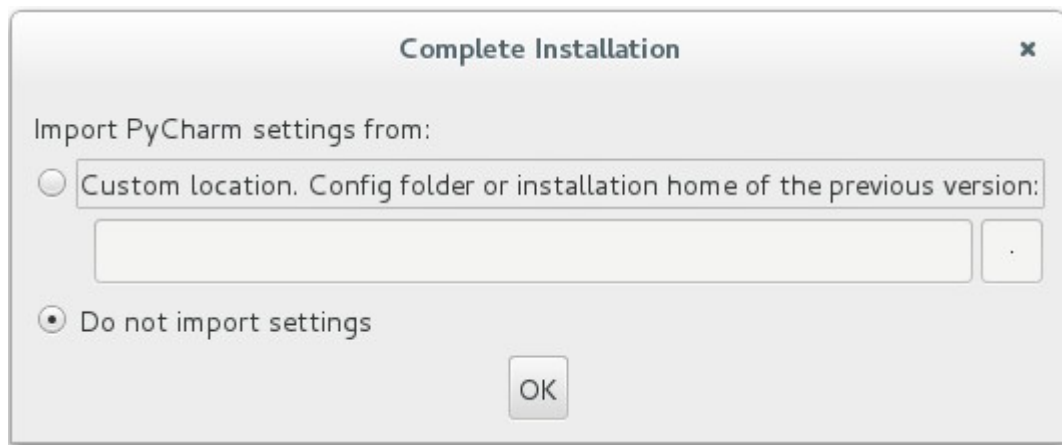 Complete Installation
Import PyCharm settings from:
Custom location. Config folder or installation home of the previous version:
.
Do not import settings
OK